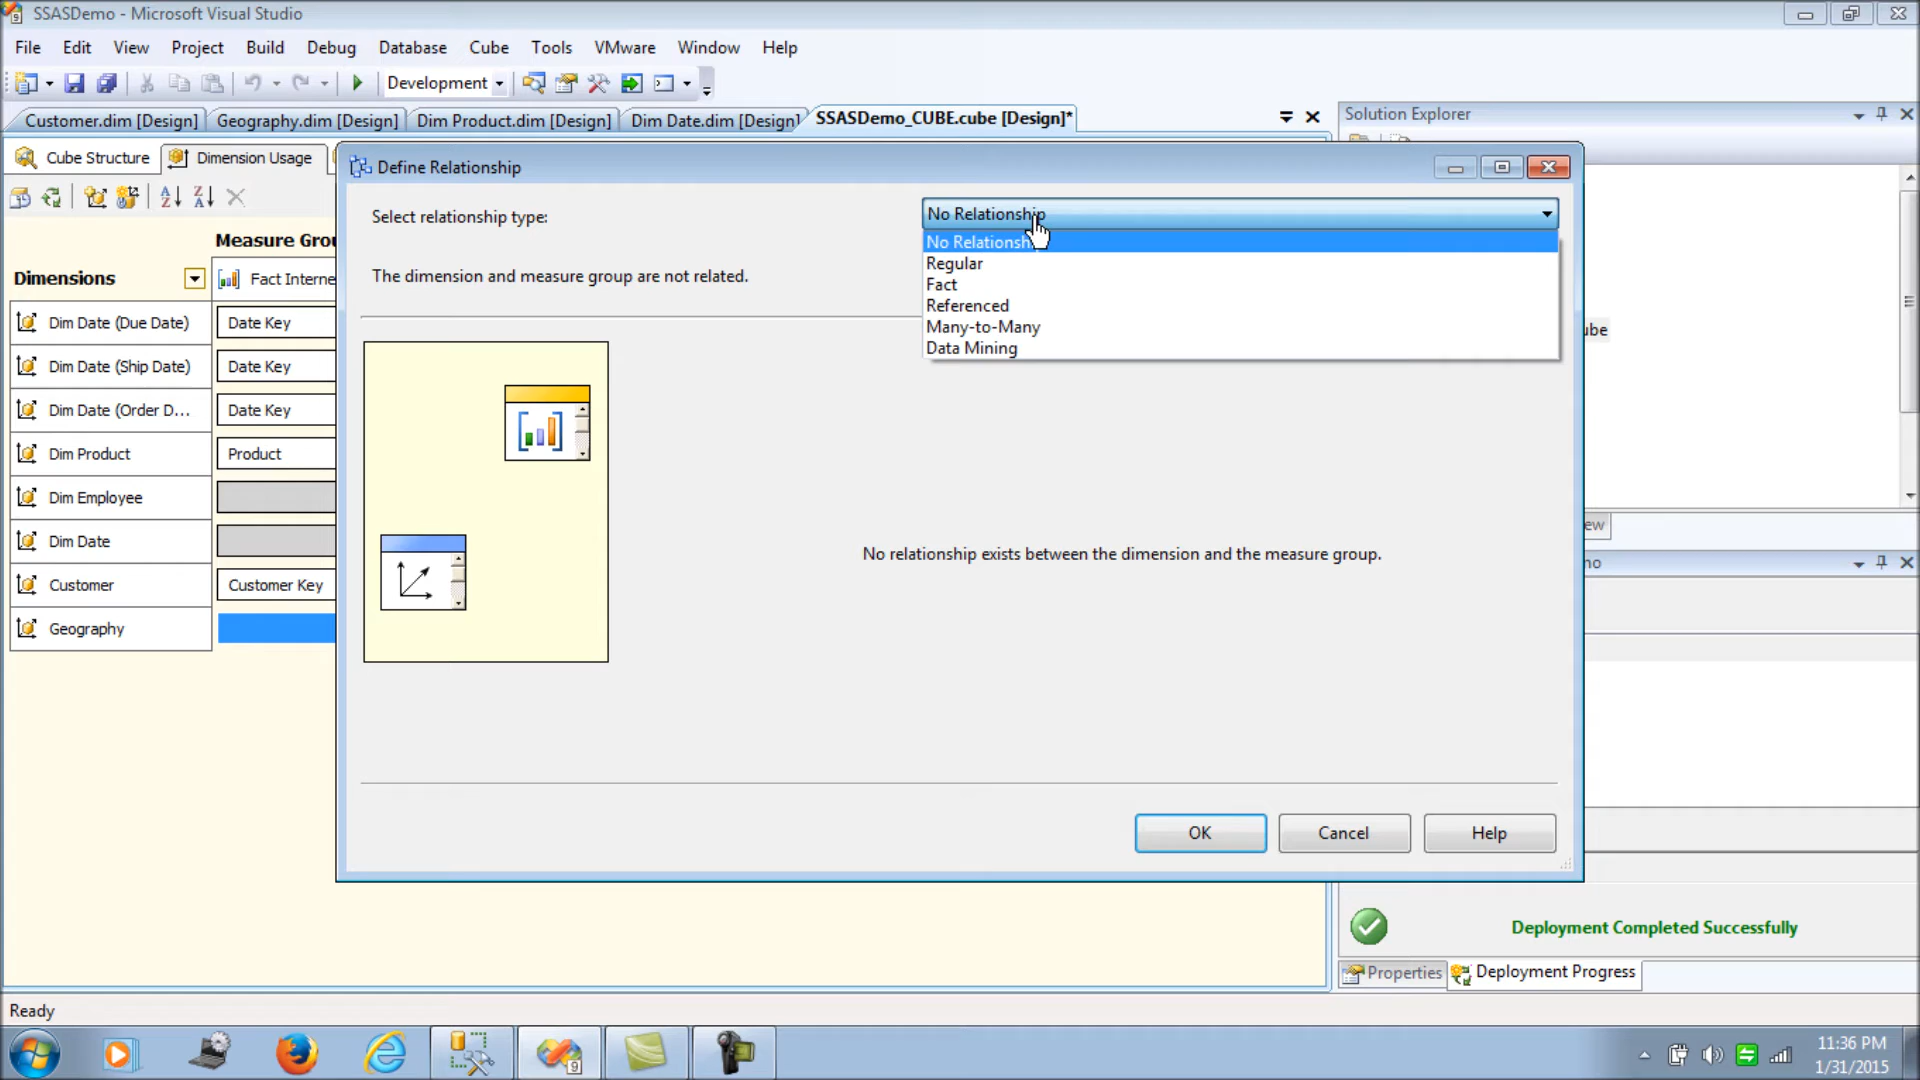 SSASDemo - Microsoft Visual Studio
File Edit View Project Build Debug Database Cube Tools VMware Window Help
Development
Customer.dim [Design] Geography.dim [Design] Dim Product.dim [Design] Dim Date.dim [Design] SSASDemo_CUBE.cube [Design]*
Solution Explorer
Cube Structure Dimension Usage
Define Relationship
Select relationship type:
No Relationship
The dimension and measure group are not related.
Regular
Fact
Referenced
Many-to-Many
Data Mining
Measure Grou
Dimensions
Fact Interne
Dim Date (Due Date) Date Key
Dim Date (Ship Date) Date Key
Dim Date (Order D... Date Key
Dim Product Product
Dim Employee
Dim Date
Customer Customer Key
Geography
No relationship exists between the dimension and the measure group.
OK Cancel Help
Deployment Completed Successfully
Properties Deployment Progress
Ready
11:36 PM
1/31/2015